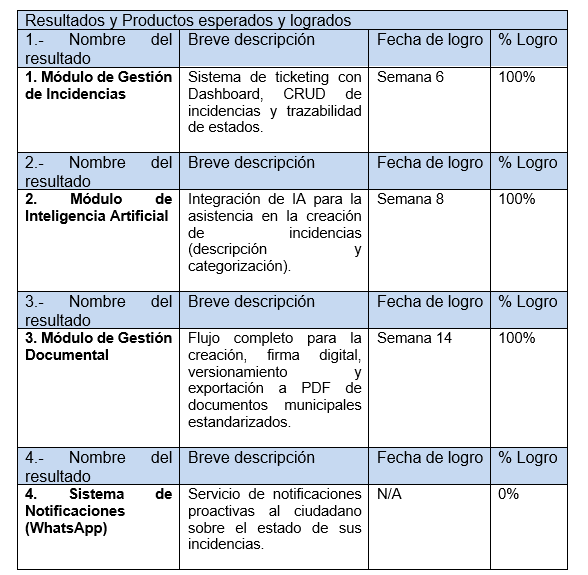 Resultados y Productos esperados y logrados
1.- Nombre del resultado | Breve descripción | Fecha de logro | % Logro
1. Módulo de Gestión de Incidencias | Sistema de ticketing con Dashboard, CRUD de incidencias y trazabilidad de estados. | Semana 6 | 100%
2.- Nombre del resultado | Breve descripción | Fecha de logro | % Logro
2. Módulo de Inteligencia Artificial | Integración de IA para la asistencia en la creación de incidencias (descripción y categorización). | Semana 8 | 100%
3.- Nombre del resultado | Breve descripción | Fecha de logro | % Logro
3. Módulo de Gestión Documental | Flujo completo para la creación, firma digital, versionamiento y exportación a PDF de documentos municipales estandarizados. | Semana 14 | 100%
4.- Nombre del resultado | Breve descripción | Fecha de logro | % Logro
4. Sistema de Notificaciones (WhatsApp) | Servicio de notificaciones proactivas al ciudadano sobre el estado de sus incidencias. | N/A | 0%